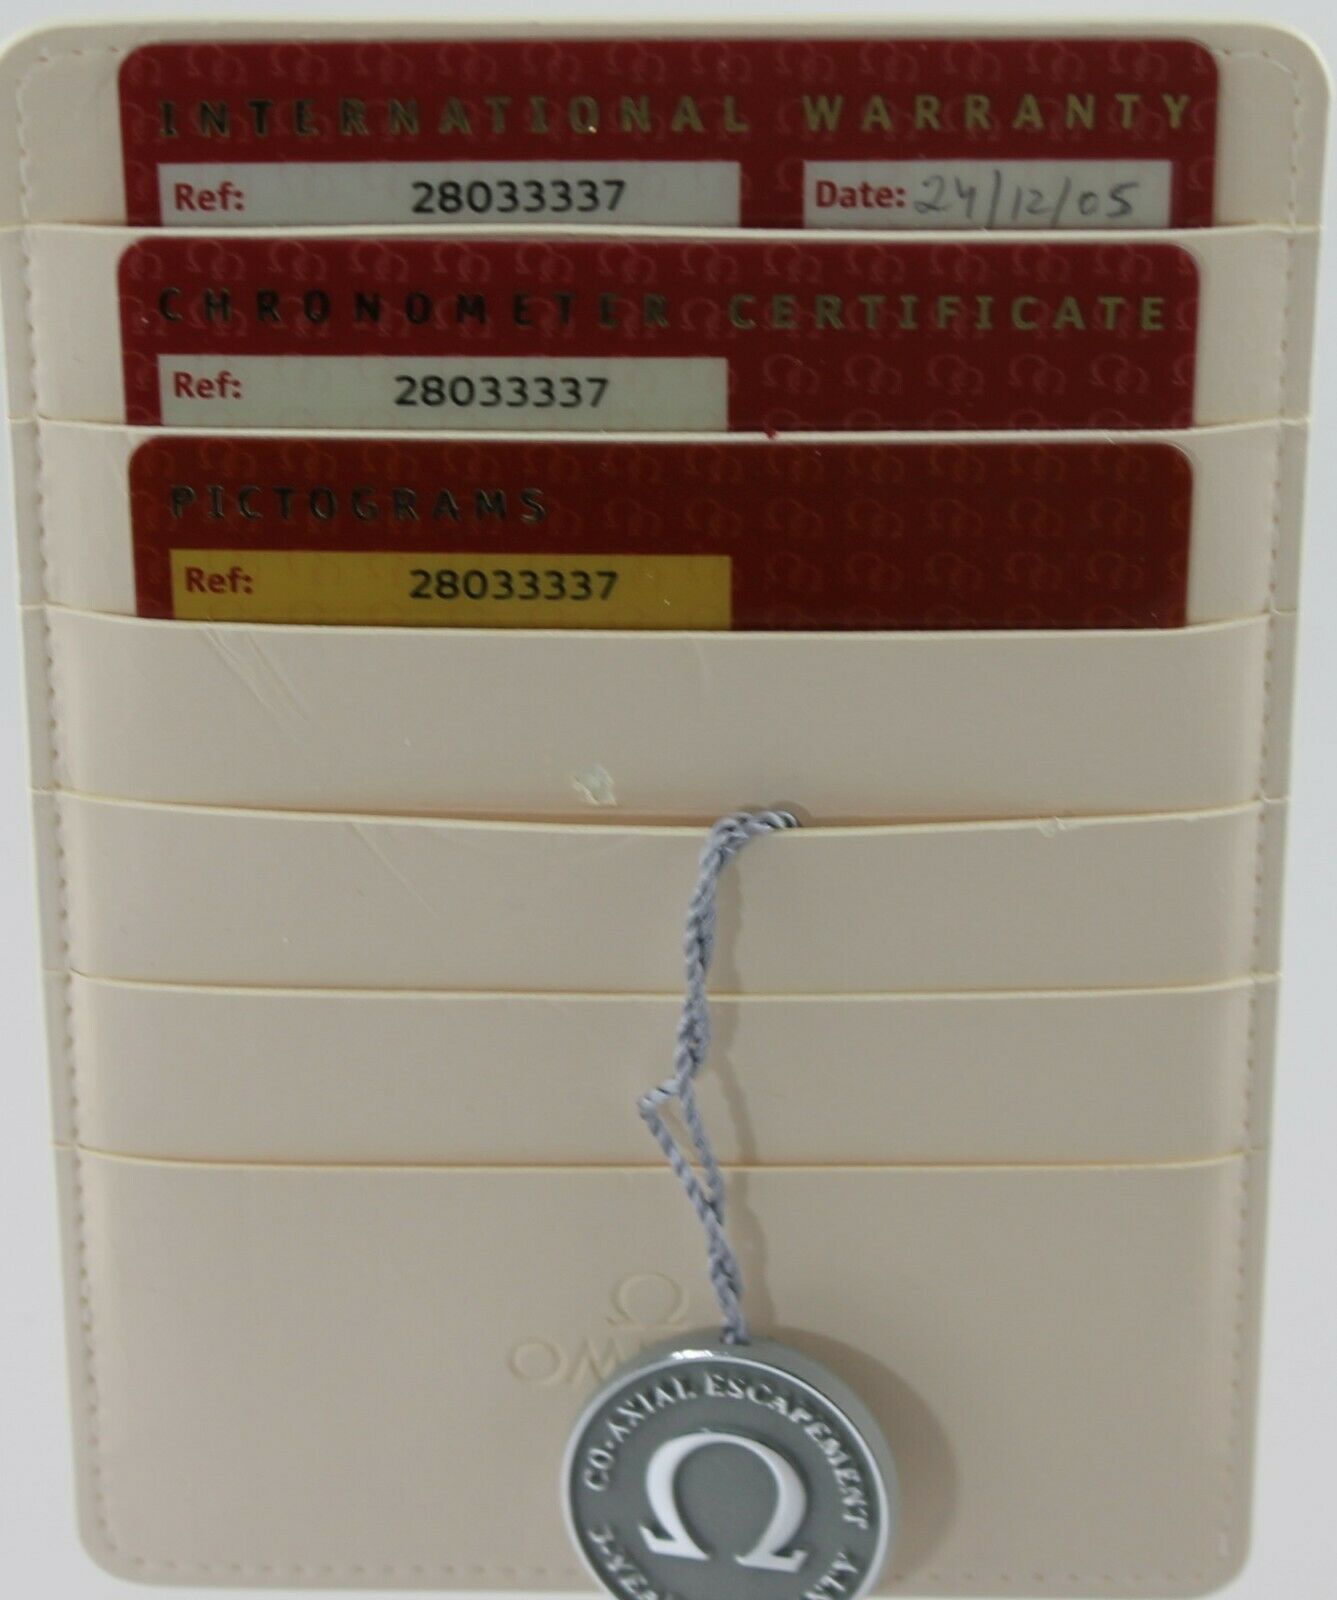 INTERNATIONAL WARRANTY
Ref: 28033337 Date: 24/12/05
CHRONOMETER CERTIFICATE
Ref: 28033337
PICTOGRAMS
Ref: 28033337
CO-AXIAL ESCAPEMENT